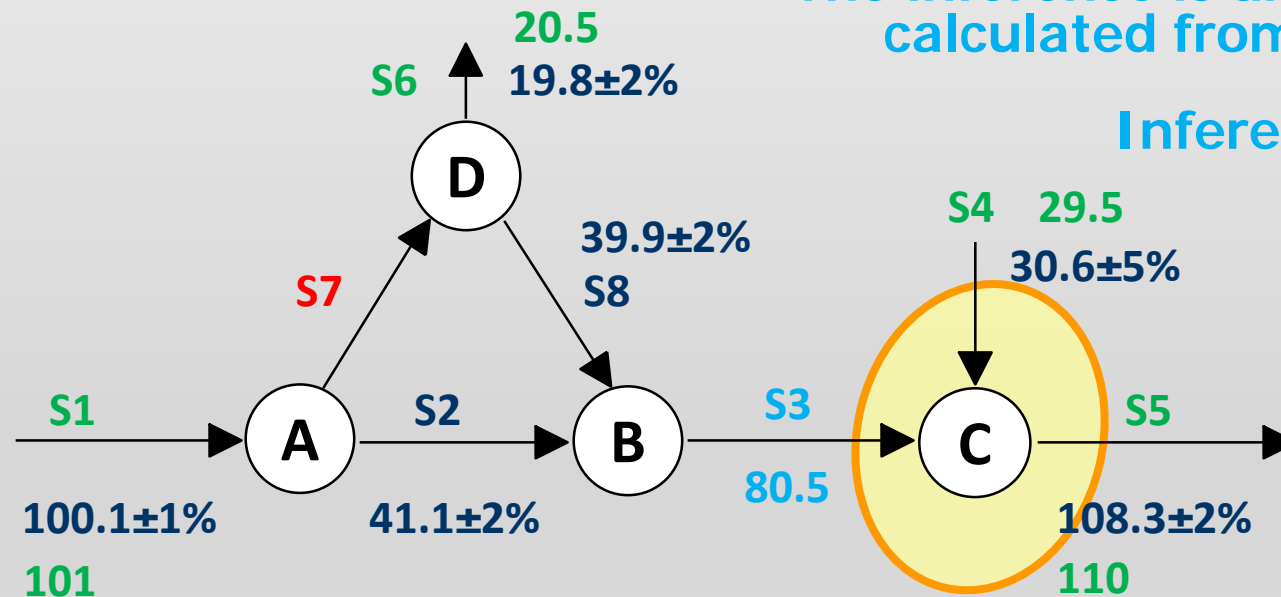 calculated from
20.5
S6
19.8±2%
D
S4 29.5
39.9±2%
30.6±5%
S7
S8
S1
A
S2
B
S3
C
S5
80.5
100.1±1%
41.1±2%
108.3±2%
101
110